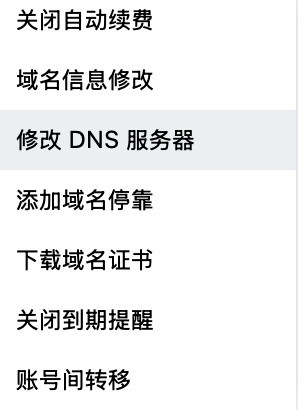 关闭自动续费
域名信息修改
修改 DNS 服务器
添加域名停靠
下载域名证书
关闭到期提醒
账号间转移